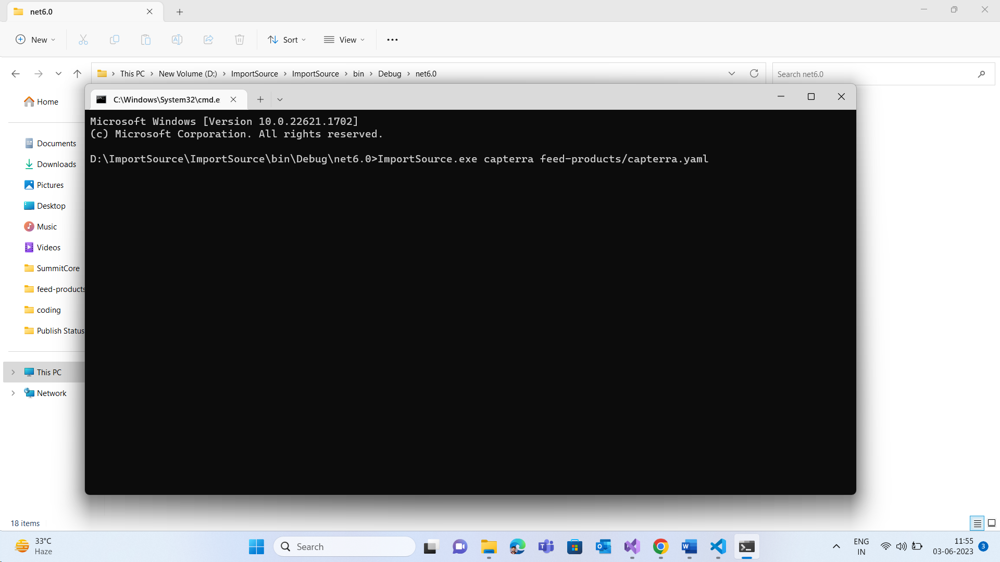 net6.0
New
Sort
View
This PC > New Volume (D:) > ImportSource > ImportSource > bin > Debug > net6.0
Search net6.0
Home
Documents
Downloads
Pictures
Desktop
Music
Videos
SummitCore
feed-products
coding
Publish Status
This PC
Network
C:\Windows\System32\cmd.e
Microsoft Windows [Version 10.0.22621.1702]
(c) Microsoft Corporation. All rights reserved.
D:\ImportSource\ImportSource\bin\Debug\net6.0>ImportSource.exe capterra feed-products/capterra.yaml
18 items
33°C
Haze
Search
ENG
IN
11:55
03-06-2023
3